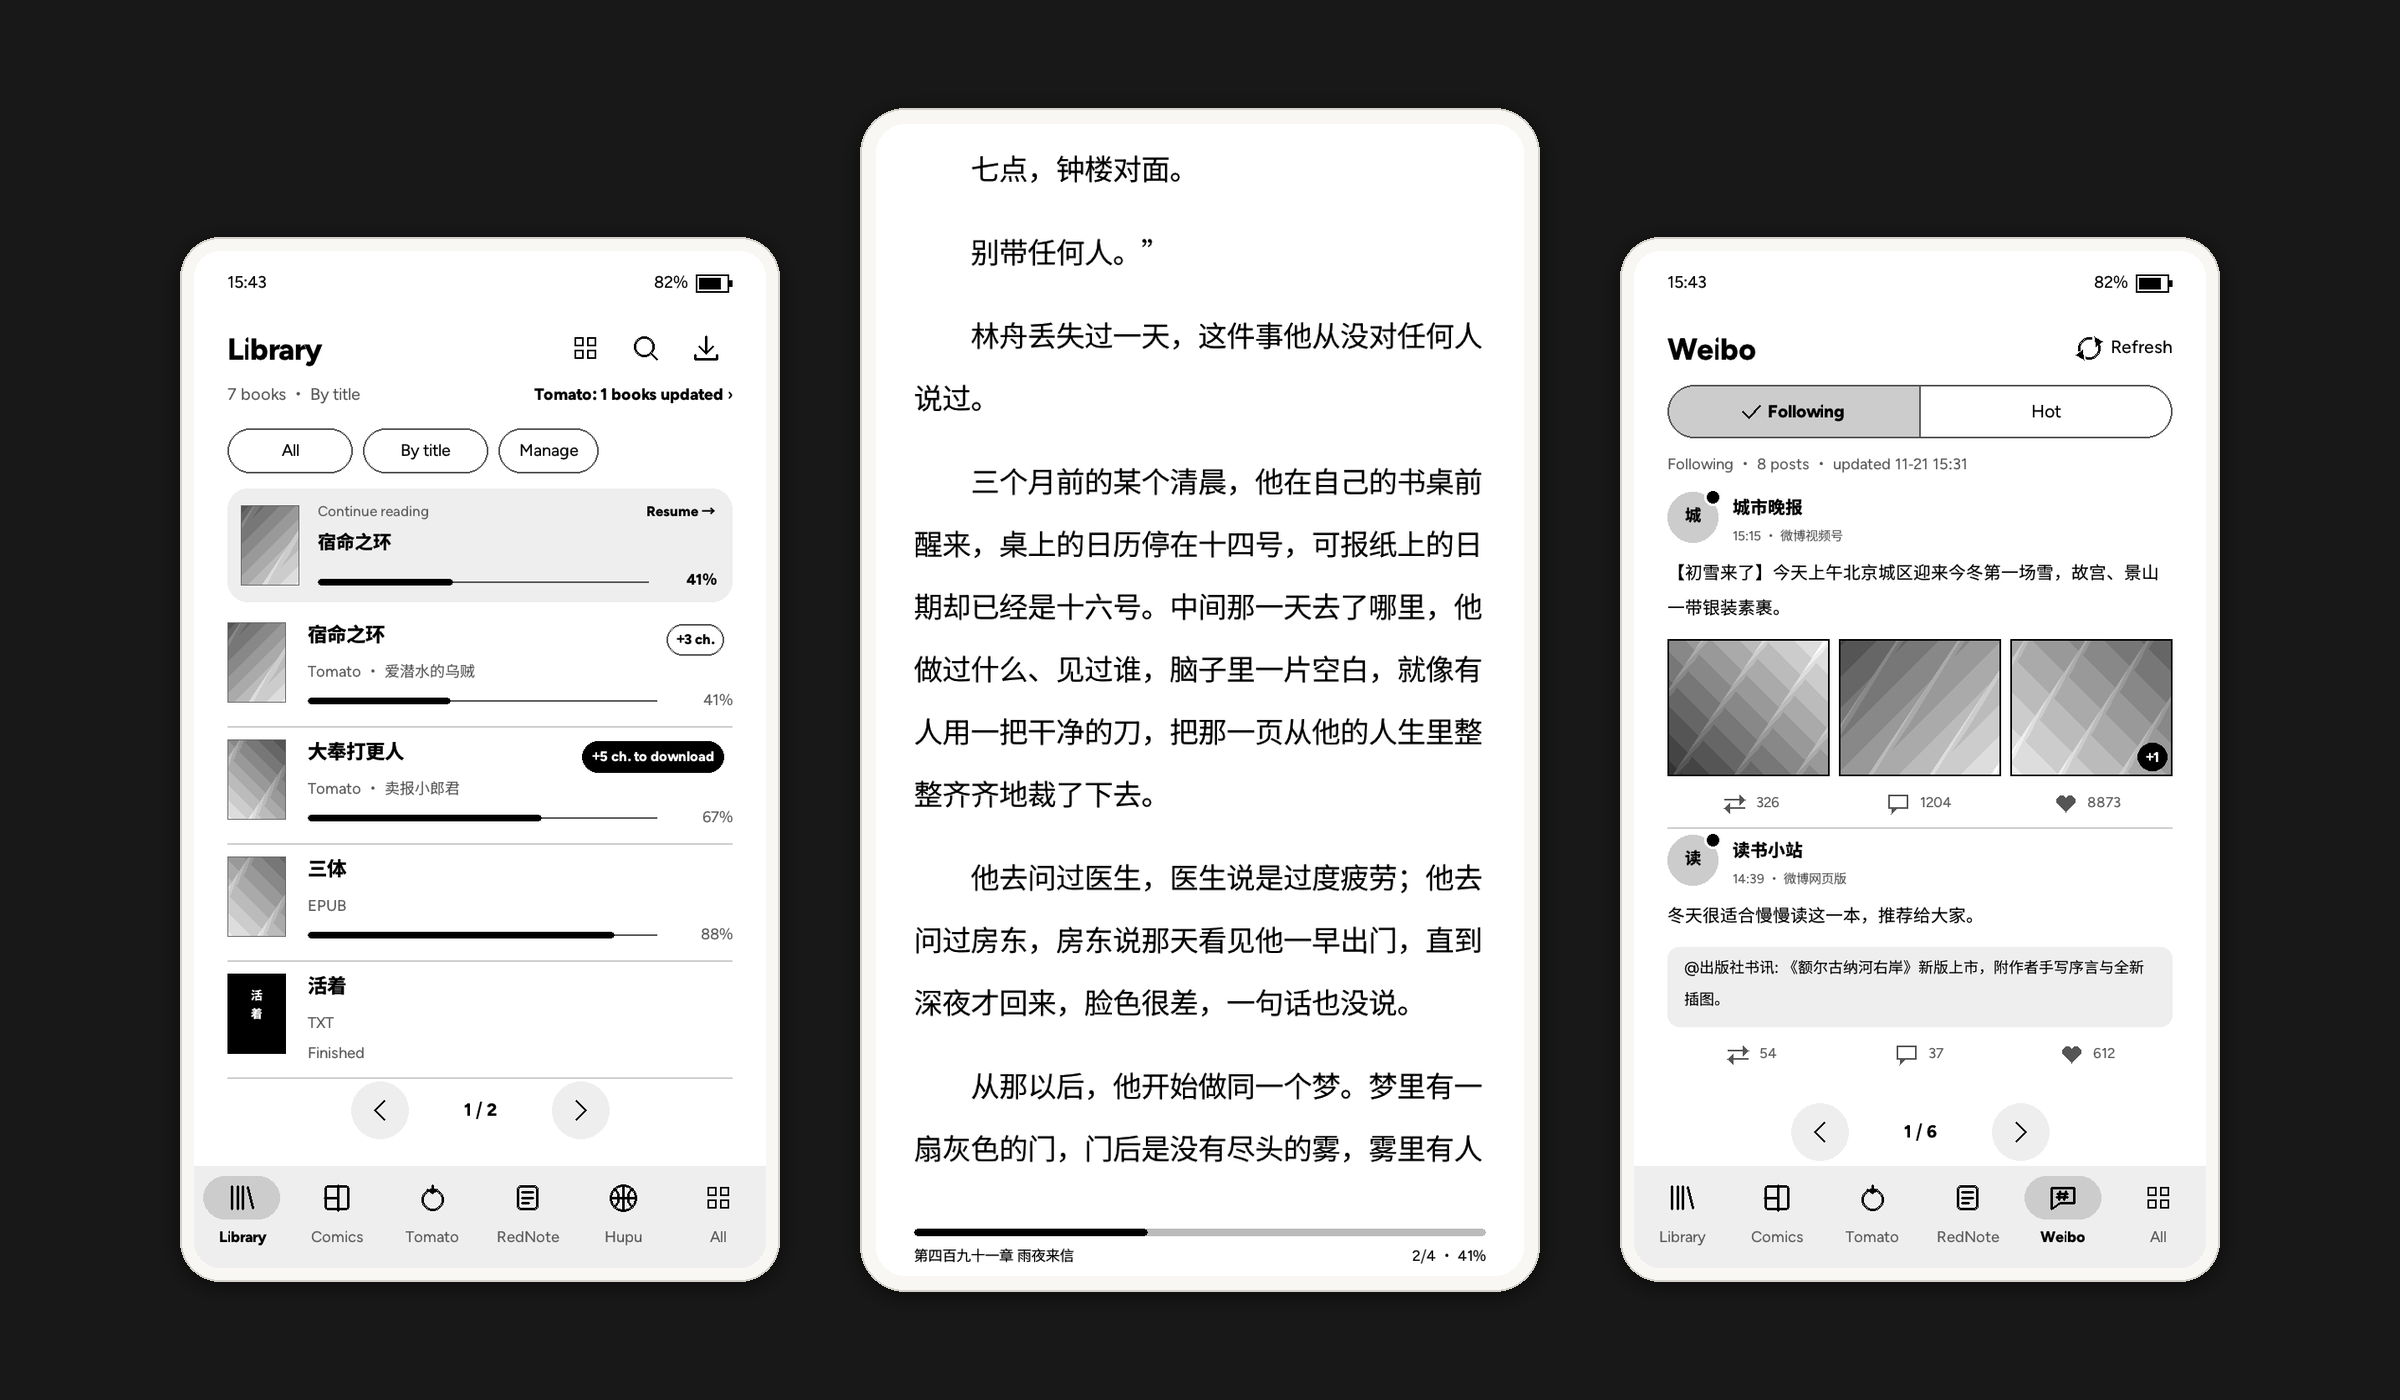 15:43 82%
Library
7 books • By title Tomato: 1 books updated ›
All By title Manage
Continue reading Resume →
宿命之环
41%
宿命之环 +3 ch.
Tomato • 爱潜水的乌贼
41%
大奉打更人 +5 ch. to download
Tomato • 卖报小郎君
67%
三体
EPUB
88%
活着
活着
TXT
Finished
1 / 2
Library Comics Tomato RedNote Hupu All
七点，钟楼对面。
别带任何人。”
林舟丢失过一天，这件事他从没对任何人
说过。
三个月前的某个清晨，他在自己的书桌前
醒来，桌上的日历停在十四号，可报纸上的日
期却已经是十六号。中间那一天去了哪里，他
做过什么、见过谁，脑子里一片空白，就像有
人用一把干净的刀，把那一页从他的人生里整
整齐齐地裁了下去。
他去问过医生，医生说是过度疲劳；他去
问过房东，房东说那天看见他一早出门，直到
深夜才回来，脸色很差，一句话也没说。
从那以后，他开始做同一个梦。梦里有一
扇灰色的门，门后是没有尽头的雾，雾里有人
第四百九十一章 雨夜来信 2/4 • 41%
15:43 82%
Weibo Refresh
Following Hot
Following • 8 posts • updated 11-21 15:31
城 城市晚报
15:15 • 微博视频号
【初雪来了】今天上午北京城区迎来今冬第一场雪，故宫、景山
一带银装素裹。
+1
326 1204 8873
读 读书小站
14:39 • 微博网页版
冬天很适合慢慢读这一本，推荐给大家。
@出版社书讯: 《额尔古纳河右岸》新版上市，附作者手写序言与全新
插图。
54 37 612
1 / 6
Library Comics Tomato RedNote Weibo All